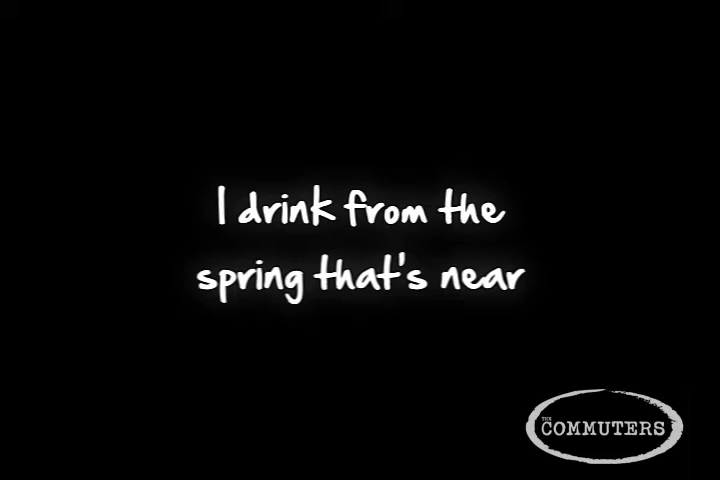 I drink from the
spring that's near
THE
COMMUTERS